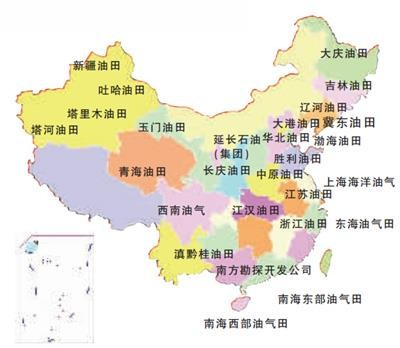 大庆油田
新疆油田
吉林油田
吐哈油田
辽河油田
塔里木油田
大港油田
冀东油田
塔河油田
玉门油田
延长石油
(集团)
华北油田
渤海油田
胜利油田
青海油田
长庆油田
中原油田
上海海洋油气
江苏油田
西南油气
江汉油田
浙江油田
东海油气田
滇黔桂油田
南方勘探开发公司
南海东部油气田
南海西部油气田